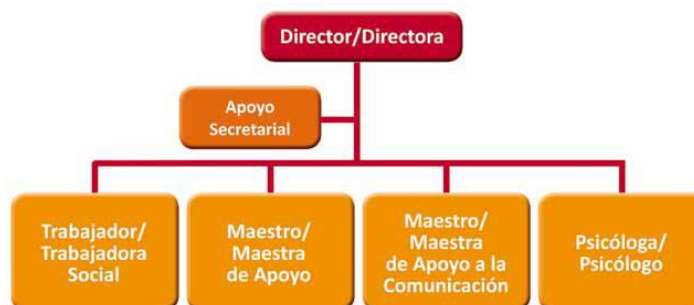 Director/Directora
Apoyo
Secretarial
Trabajador/
Trabajadora
Social
Maestro/
Maestra
de Apoyo
Maestro/
Maestra
de Apoyo a la
Comunicación
Psicóloga/
Psicólogo